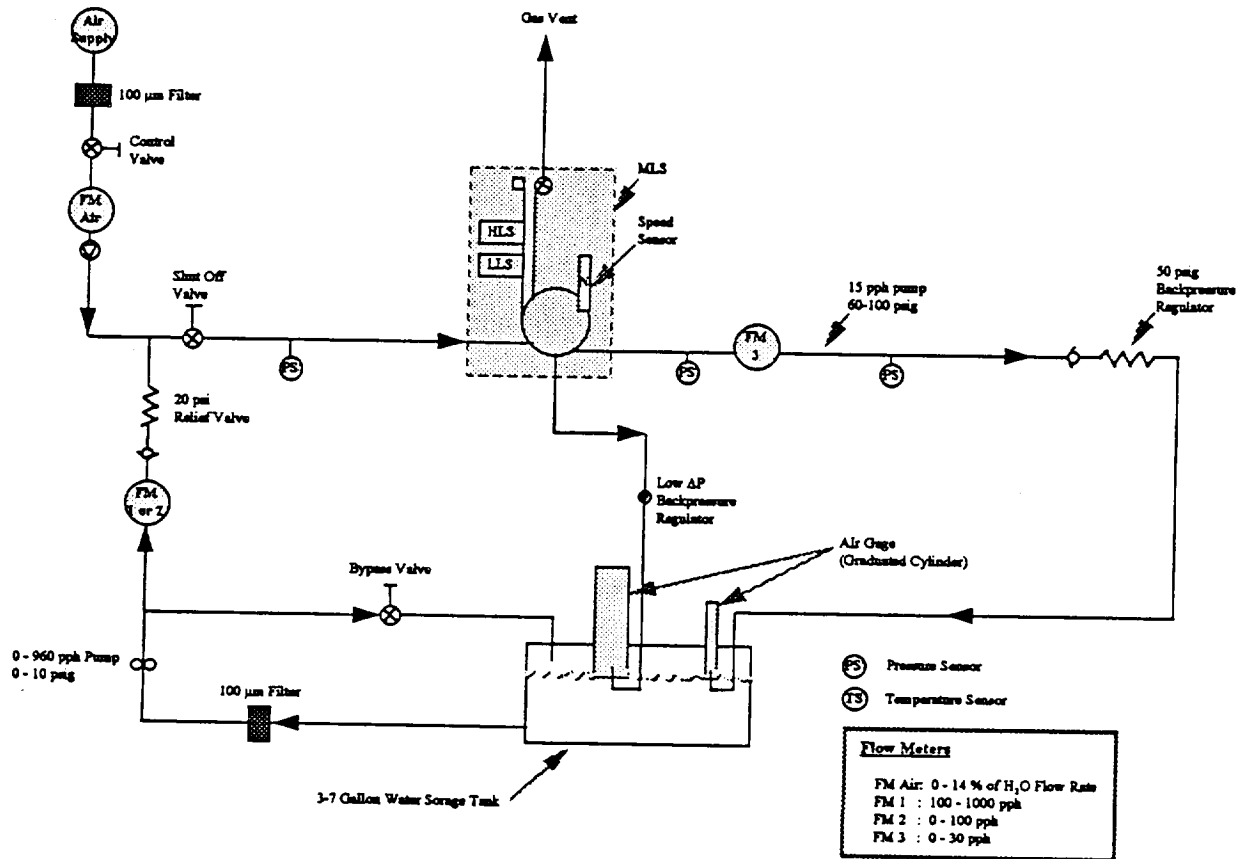 Gas Vent
Air
Supply
100 µm Filter
Control
Valve
MLS
FM
Air
Speed
Sensor
HLS
LLS
Shut Off
Valve
15 pph pump
60-100 psig
50 psig
Backpressure
Regulator
FM
3
PS
PS
PS
20 psi
Relief Valve
Low ΔP
Backpressure
Regulator
FM
1 or 2
Air Gage
(Graduated Cylinder)
Bypass Valve
0 - 960 pph Pump
0 - 10 psig
100 µm Filter
PS Pressure Sensor
TS Temperature Sensor
3-7 Gallon Water Sorage Tank
Flow Meters
FM Air: 0 - 14 % of H₂O Flow Rate
FM 1 : 100 - 1000 pph
FM 2 : 0 - 100 pph
FM 3 : 0 - 30 pph